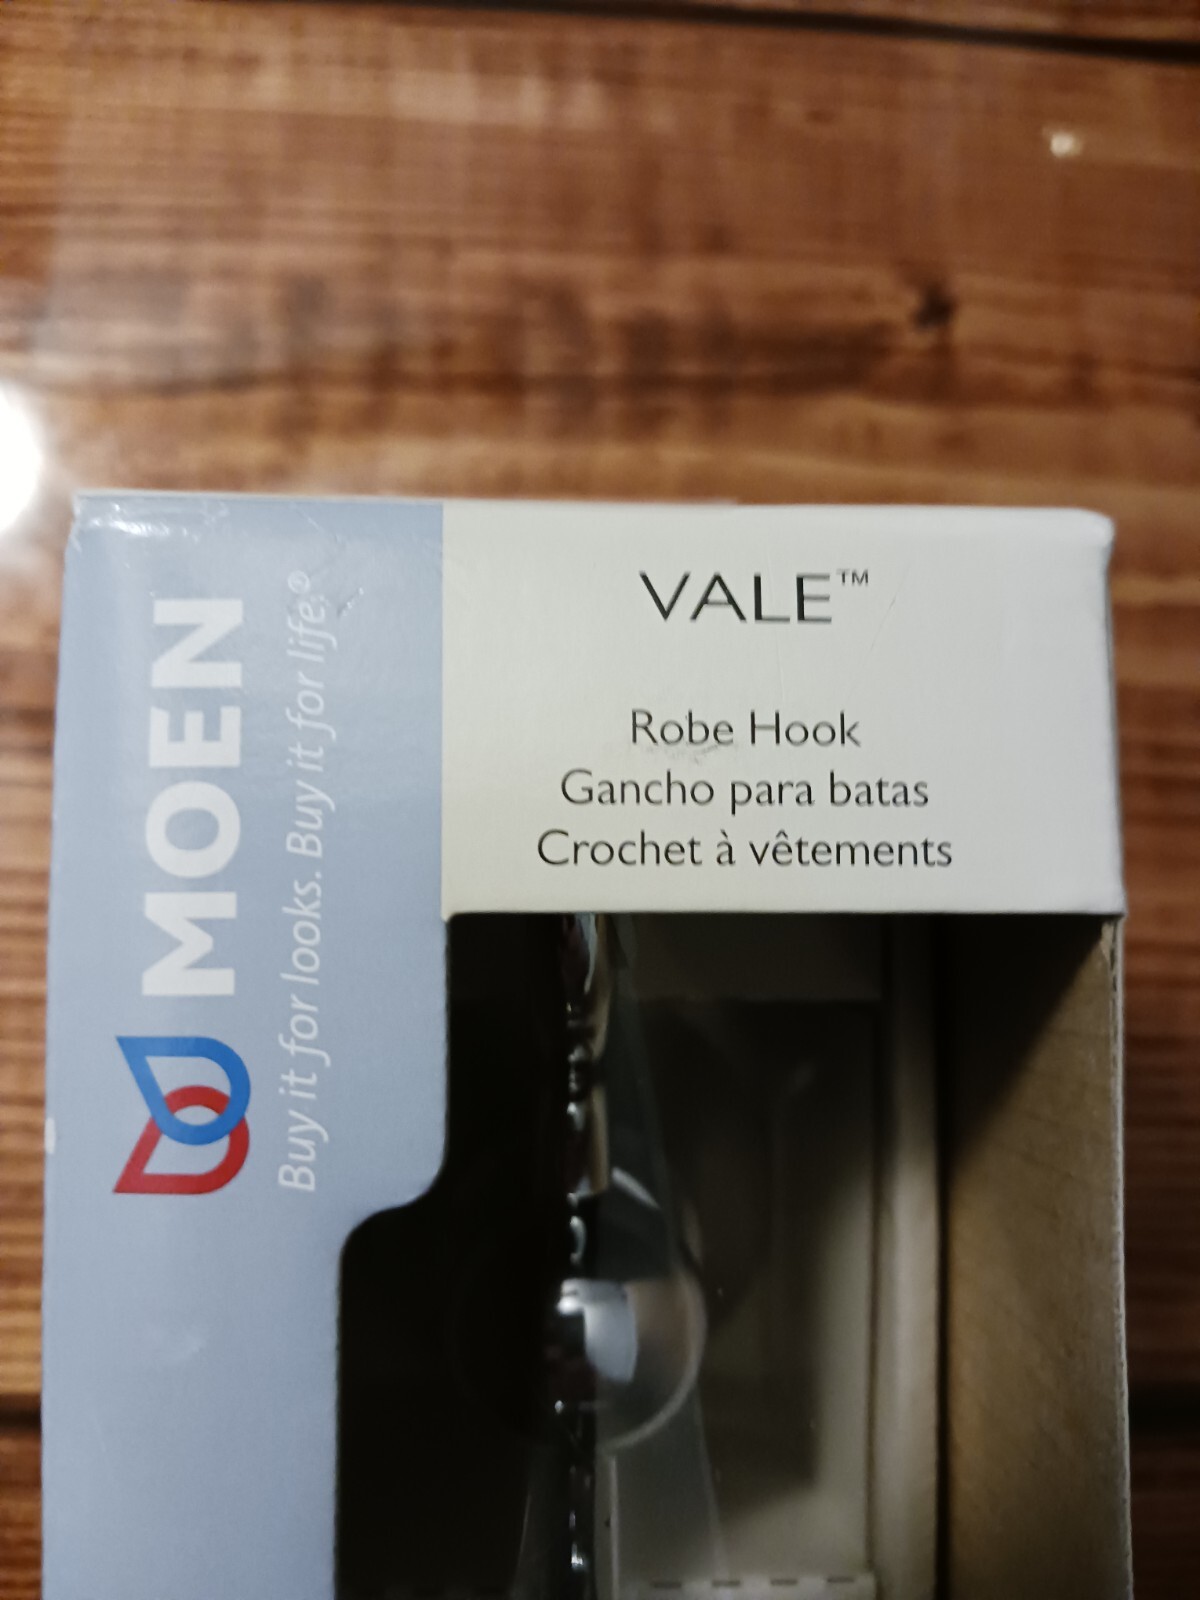 MOEN
Buy it for looks. Buy it for life.®
VALE™
Robe Hook
Gancho para batas
Crochet à vêtements